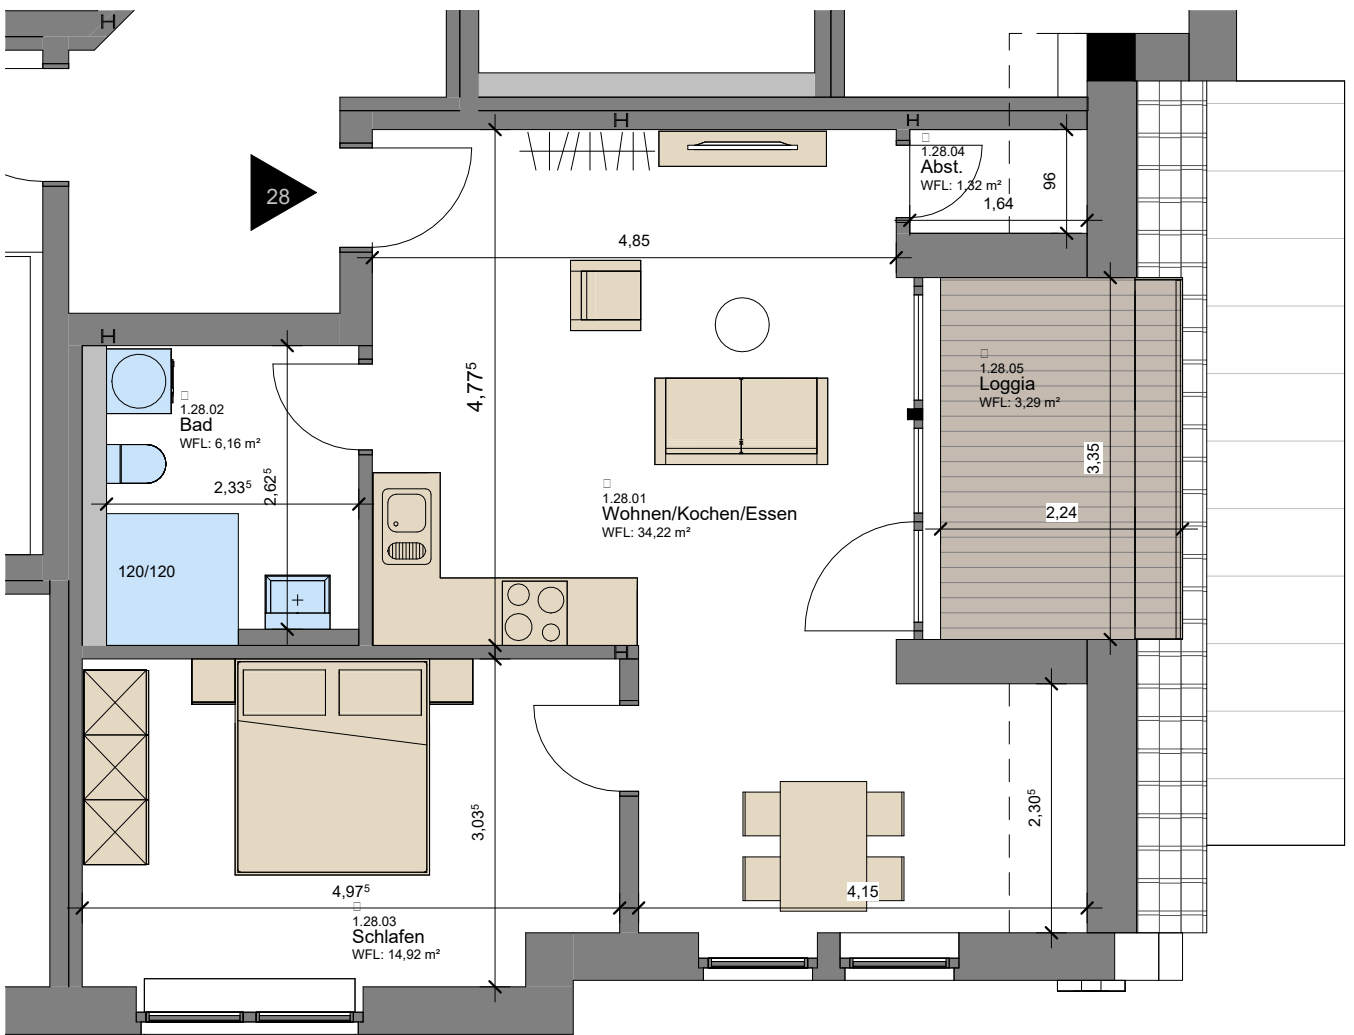 28
1.28.04
Abst.
WFL: 1,32 m²
96
1,64
4,85
4,77⁵
1.28.05
Loggia
WFL: 3,29 m²
3,35
2,24
1.28.02
Bad
WFL: 6,16 m²
2,33⁵
2,62⁵
120/120
1.28.01
Wohnen/Kochen/Essen
WFL: 34,22 m²
3,03⁵
2,30⁵
4,97⁵
4,15
1.28.03
Schlafen
WFL: 14,92 m²